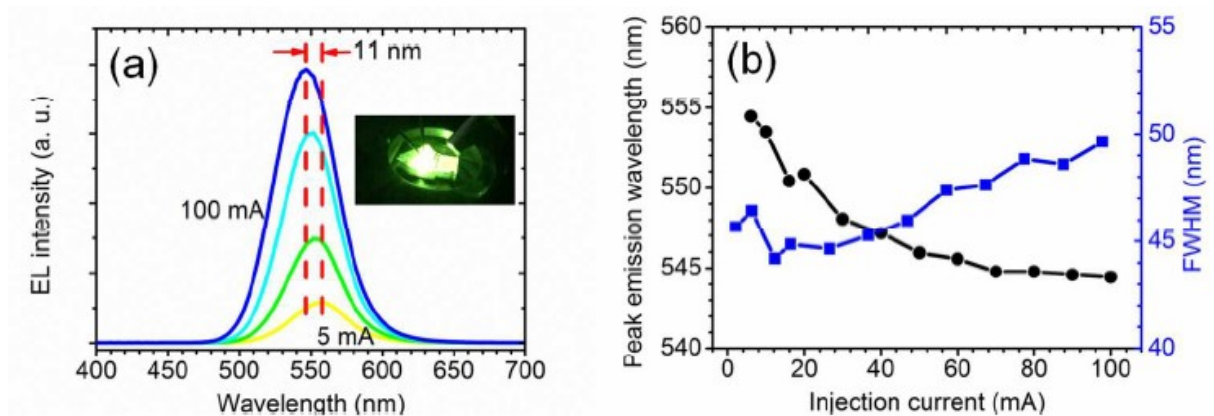 (a)
11 nm
100 mA
5 mA
EL intensity (a. u.)
400 450 500 550 600 650 700
Wavelength (nm)
(b)
560
555
550
545
540
Peak emission wavelength (nm)
55
50
45
40
FWHM (nm)
0 20 40 60 80 100
Injection current (mA)